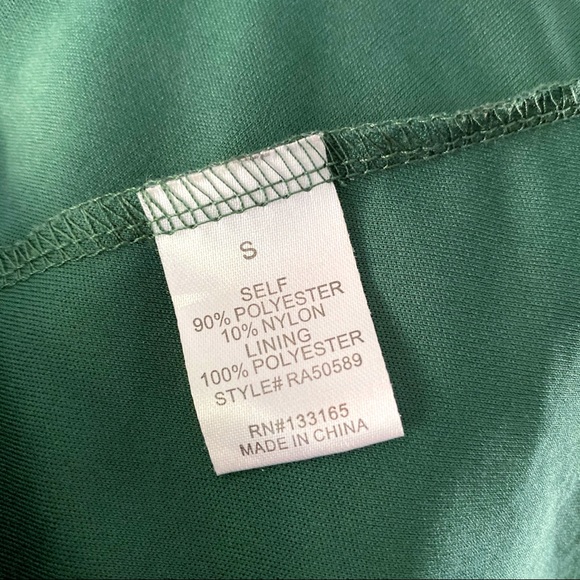 S
SELF
90% POLYESTER
10% NYLON
LINING
100% POLYESTER
STYLE# RA50589
RN#133165
MADE IN CHINA